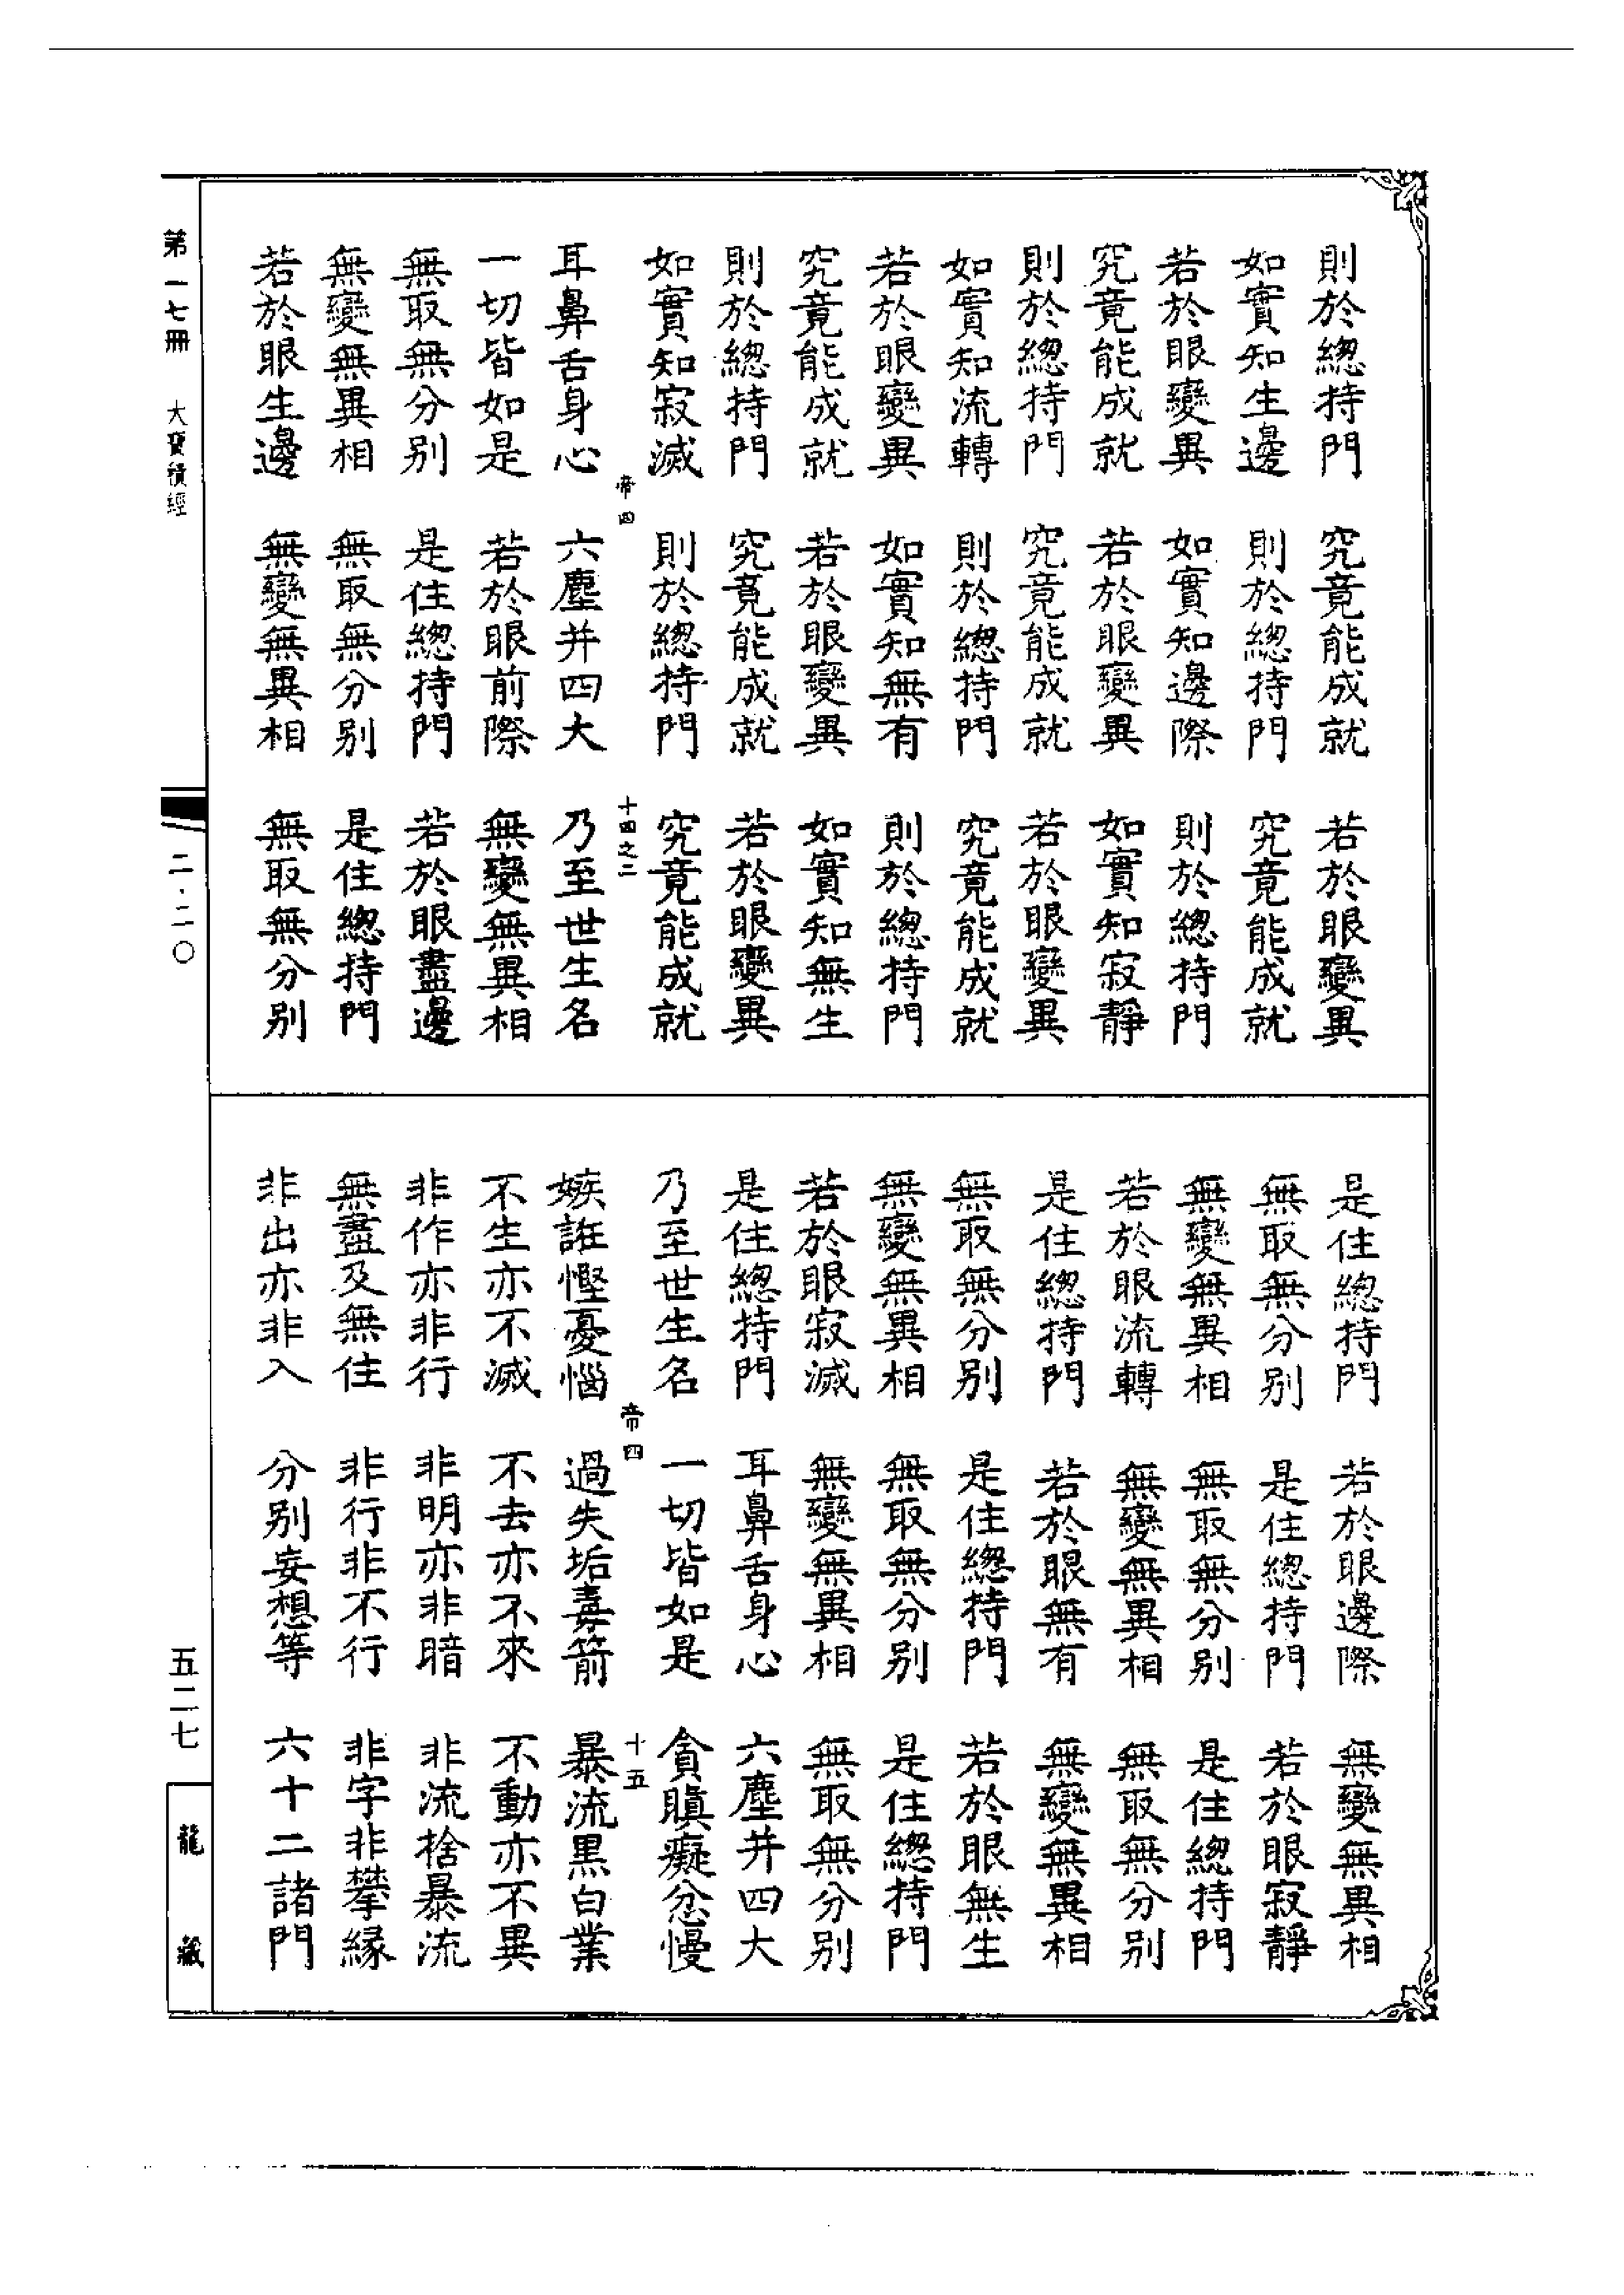 則於總持門　究竟能成就　若於眼變異
如實知生邊　則於總持門　究竟能成就
若於眼變異　如實知邊際　則於總持門
究竟能成就　若於眼變異　如實知寂靜
則於總持門　究竟能成就　若於眼變異
如實知流轉　則於總持門　究竟能成就
若於眼變異　如實知無有　則於總持門
究竟能成就　若於眼變異　如實知無生
則於總持門　究竟能成就　若於眼變異
如實知寂滅　則於總持門　究竟能成就
帝四　十四之二
耳鼻舌身心　六塵并四大　乃至世生名
一切皆如是　若於眼前際　無變無異相
無取無分别　是住總持門　若於眼盡邊
無變無異相　無取無分别　是住總持門
若於眼生邊　無變無異相　無取無分别
是住總持門　若於眼邊際　無變無異相
無取無分别　是住總持門　若於眼寂靜
無變無異相　無取無分别　是住總持門
若於眼流轉　無變無異相　無取無分别
是住總持門　若於眼無有　無變無異相
無取無分别　是住總持門　若於眼無生
無變無異相　無取無分别　是住總持門
若於眼寂滅　無變無異相　無取無分别
是住總持門　耳鼻舌身心　六塵并四大
乃至世生名　一切皆如是　貪瞋癡忿慢
帝四　十五
嫉誑慳憂惱　過失垢毒箭　暴流黑白業
不生亦不滅　不去亦不來　不動亦不異
非作亦非行　非明亦非暗　非流捨暴流
無盡及無住　非行非不行　非字非攀緣
非出亦非入　分别妄想等　六十二諸門
第一七冊　大寶積經
二·二〇
五二七
龍藏